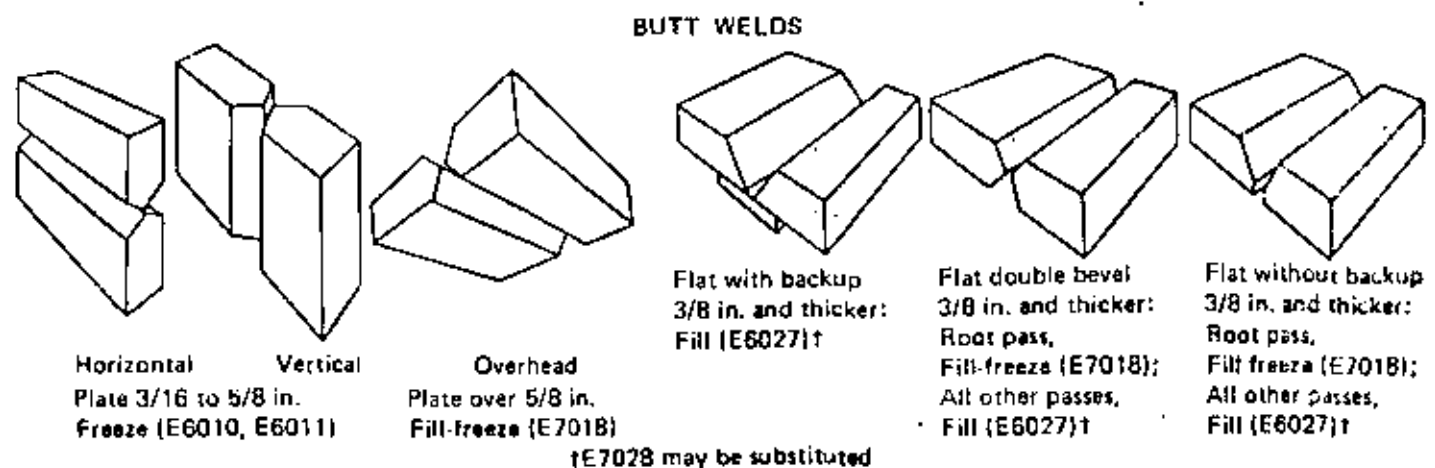 BUTT WELDS
Horizontal Vertical Overhead
Plate 3/16 to 5/8 in.
Freeze (E6010, E6011)
Plate over 5/8 in.
Fill-freeze (E7018)
Flat with backup
3/8 in. and thicker:
Fill (E6027)†
Flat double bevel
3/8 in. and thicker:
Root pass,
Fill-freeze (E7018);
All other passes,
Fill (E6027)†
Flat without backup
3/8 in. and thicker:
Root pass,
Fill freeze (E7018);
All other passes,
Fill (E6027)†
†E7028 may be substituted